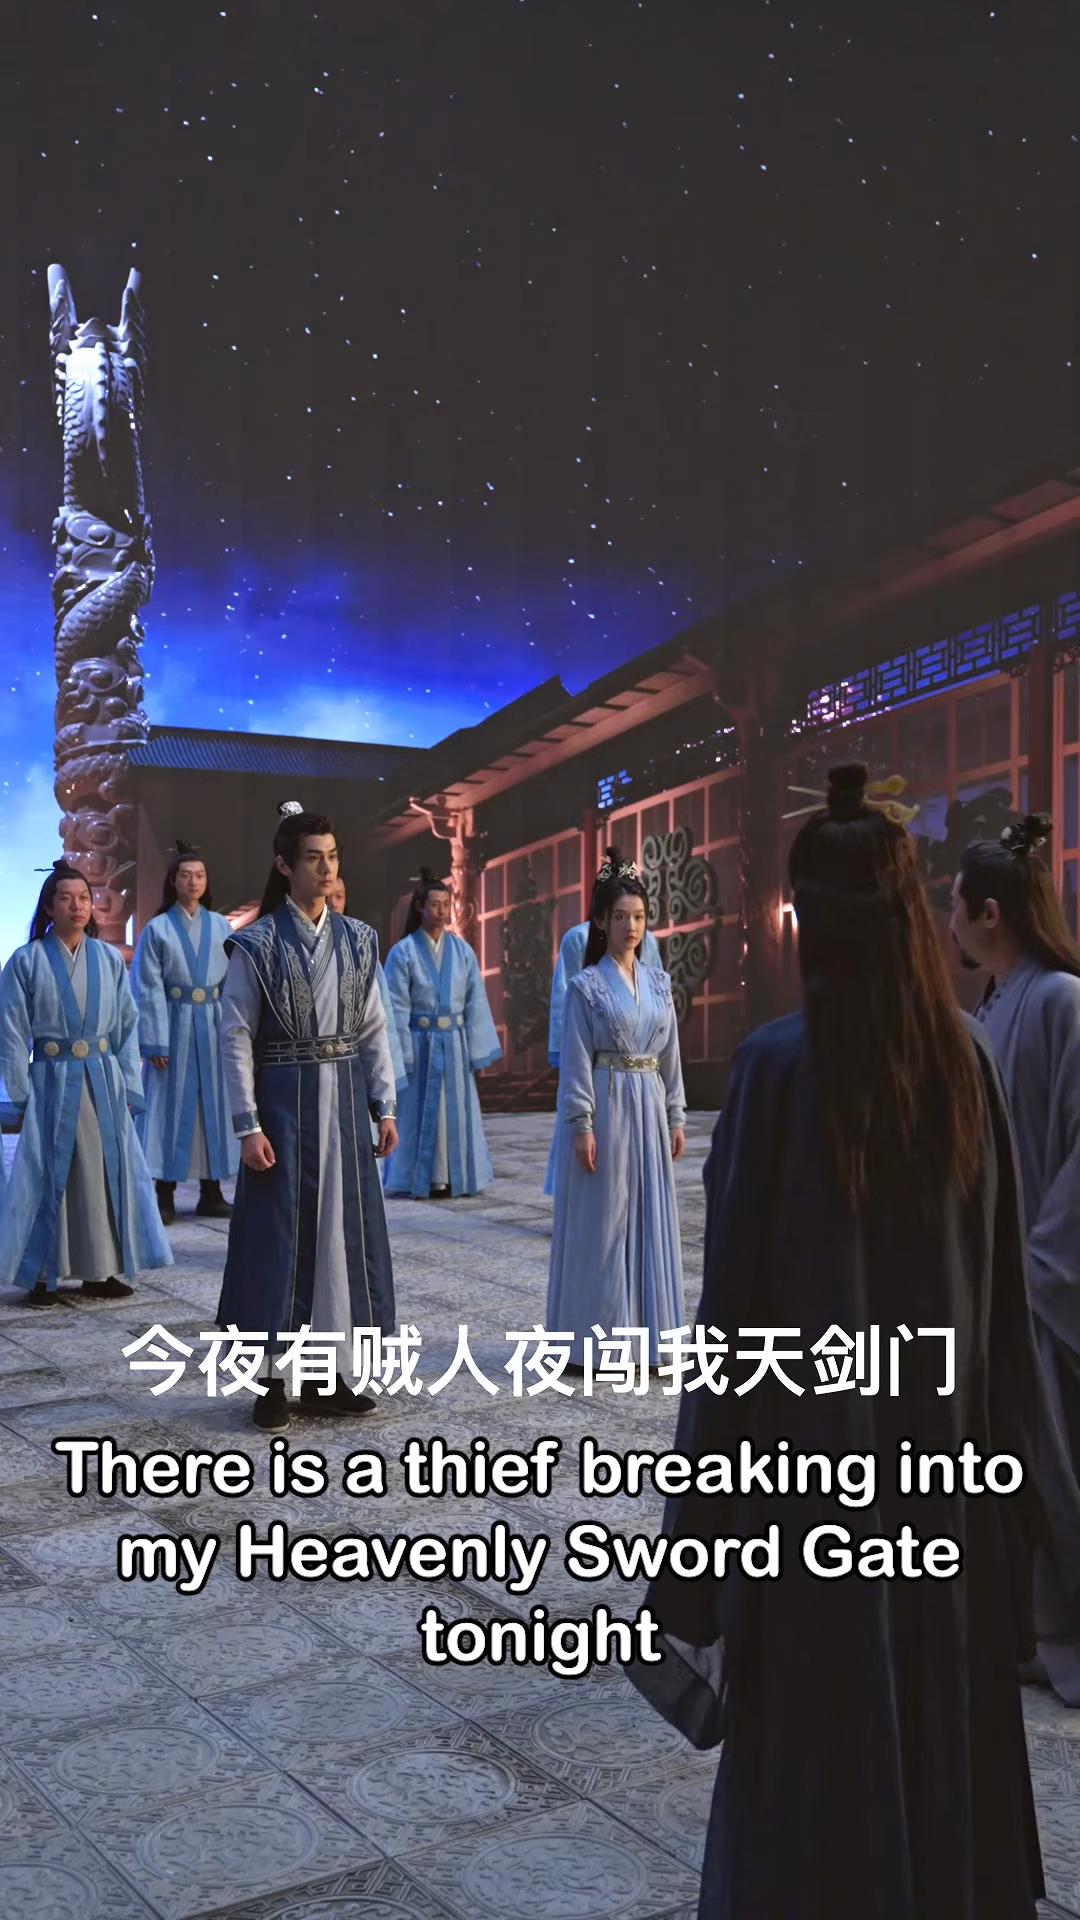 今夜有贼人夜闯我天剑门
There is a thief breaking into
my Heavenly Sword Gate
tonight